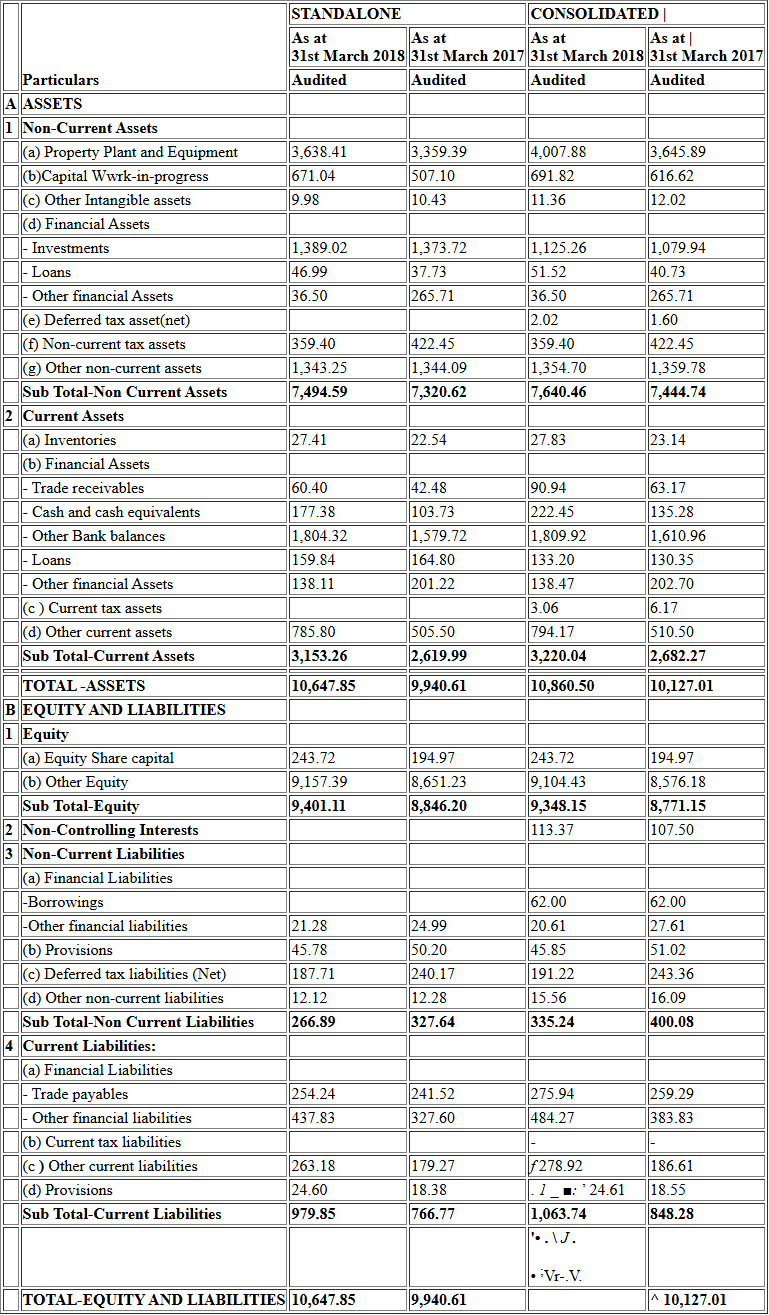 STANDALONE CONSOLIDATED |
As at As at As at As at |
31st March 2018 31st March 2017 31st March 2018 31st March 2017
Particulars Audited Audited Audited Audited
A ASSETS
1 Non-Current Assets
(a) Property Plant and Equipment 3,638.41 3,359.39 4,007.88 3,645.89
(b)Capital Wwrk-in-progress 671.04 507.10 691.82 616.62
(c) Other Intangible assets 9.98 10.43 11.36 12.02
(d) Financial Assets
- Investments 1,389.02 1,373.72 1,125.26 1,079.94
- Loans 46.99 37.73 51.52 40.73
- Other financial Assets 36.50 265.71 36.50 265.71
(e) Deferred tax asset(net) 2.02 1.60
(f) Non-current tax assets 359.40 422.45 359.40 422.45
(g) Other non-current assets 1,343.25 1,344.09 1,354.70 1,359.78
Sub Total-Non Current Assets 7,494.59 7,320.62 7,640.46 7,444.74
2 Current Assets
(a) Inventories 27.41 22.54 27.83 23.14
(b) Financial Assets
- Trade receivables 60.40 42.48 90.94 63.17
- Cash and cash equivalents 177.38 103.73 222.45 135.28
- Other Bank balances 1,804.32 1,579.72 1,809.92 1,610.96
- Loans 159.84 164.80 133.20 130.35
- Other financial Assets 138.11 201.22 138.47 202.70
(c ) Current tax assets 3.06 6.17
(d) Other current assets 785.80 505.50 794.17 510.50
Sub Total-Current Assets 3,153.26 2,619.99 3,220.04 2,682.27
TOTAL -ASSETS 10,647.85 9,940.61 10,860.50 10,127.01
B EQUITY AND LIABILITIES
1 Equity
(a) Equity Share capital 243.72 194.97 243.72 194.97
(b) Other Equity 9,157.39 8,651.23 9,104.43 8,576.18
Sub Total-Equity 9,401.11 8,846.20 9,348.15 8,771.15
2 Non-Controlling Interests 113.37 107.50
3 Non-Current Liabilities
(a) Financial Liabilities
-Borrowings 62.00 62.00
-Other financial liabilities 21.28 24.99 20.61 27.61
(b) Provisions 45.78 50.20 45.85 51.02
(c) Deferred tax liabilities (Net) 187.71 240.17 191.22 243.36
(d) Other non-current liabilities 12.12 12.28 15.56 16.09
Sub Total-Non Current Liabilities 266.89 327.64 335.24 400.08
4 Current Liabilities:
(a) Financial Liabilities
- Trade payables 254.24 241.52 275.94 259.29
- Other financial liabilities 437.83 327.60 484.27 383.83
(b) Current tax liabilities - -
(c ) Other current liabilities 263.18 179.27 ƒ278.92 186.61
(d) Provisions 24.60 18.38 . 1 _ ■: ’ 24.61 18.55
Sub Total-Current Liabilities 979.85 766.77 1,063.74 848.28
'• . \ J .
• ;Vr-.V.
TOTAL-EQUITY AND LIABILITIES 10,647.85 9,940.61 ^ 10,127.01